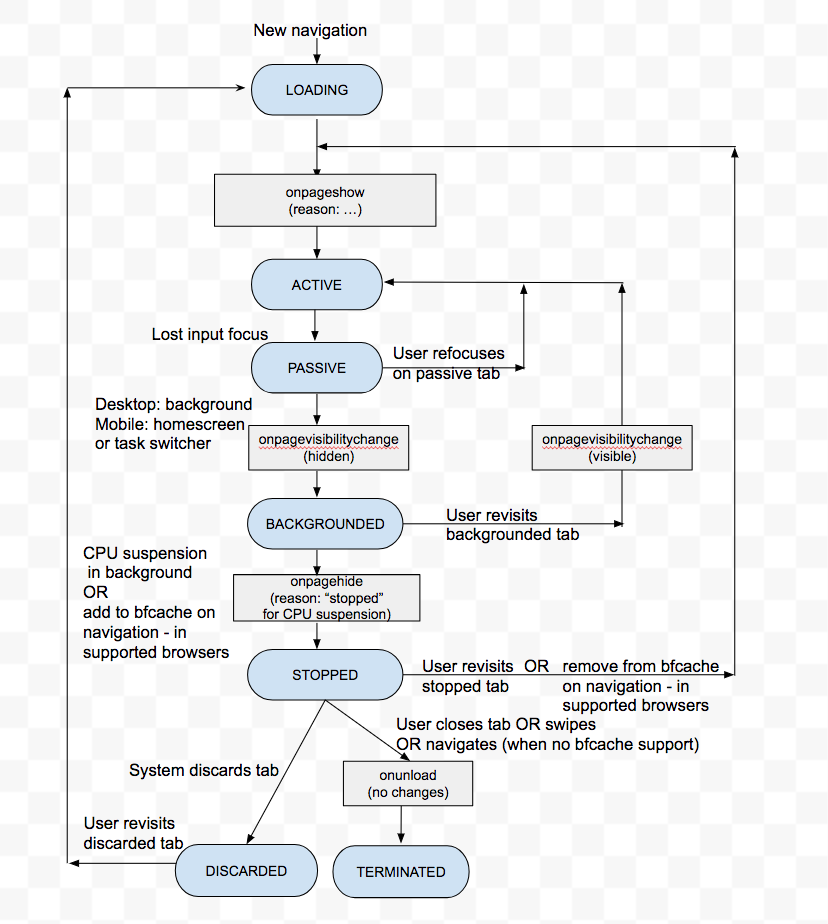 New navigation
LOADING
onpageshow
(reason: …)
ACTIVE
Lost input focus
PASSIVE
User refocuses
on passive tab
Desktop: background
Mobile: homescreen
or task switcher
onpagevisibilitychange
(hidden)
onpagevisibilitychange
(visible)
BACKGROUNDED
User revisits
backgrounded tab
CPU suspension
in background
OR
add to bfcache on
navigation - in
supported browsers
onpagehide
(reason: “stopped”
for CPU suspension)
STOPPED
User revisits OR remove from bfcache
stopped tab on navigation - in
supported browsers
User closes tab OR swipes
OR navigates (when no bfcache support)
System discards tab
onunload
(no changes)
User revisits
discarded tab
DISCARDED
TERMINATED